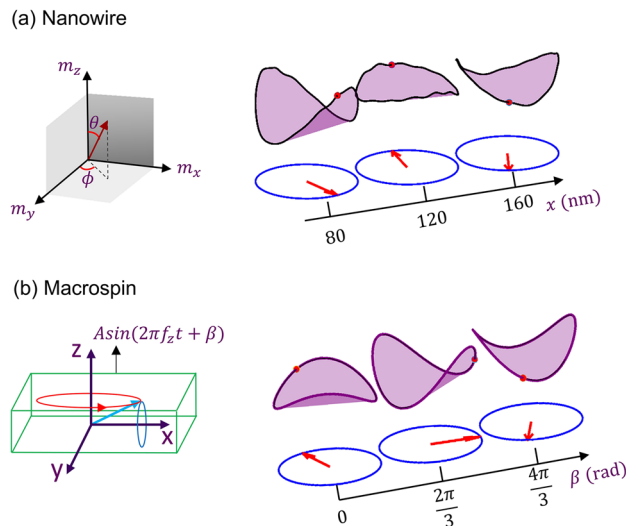 (a) Nanowire
m_z
θ
ϕ
m_x
m_y
80
120
160
x (nm)
(b) Macrospin
Asin(2πf_z t + β)
z
x
y
0
2π/3
4π/3
β (rad)